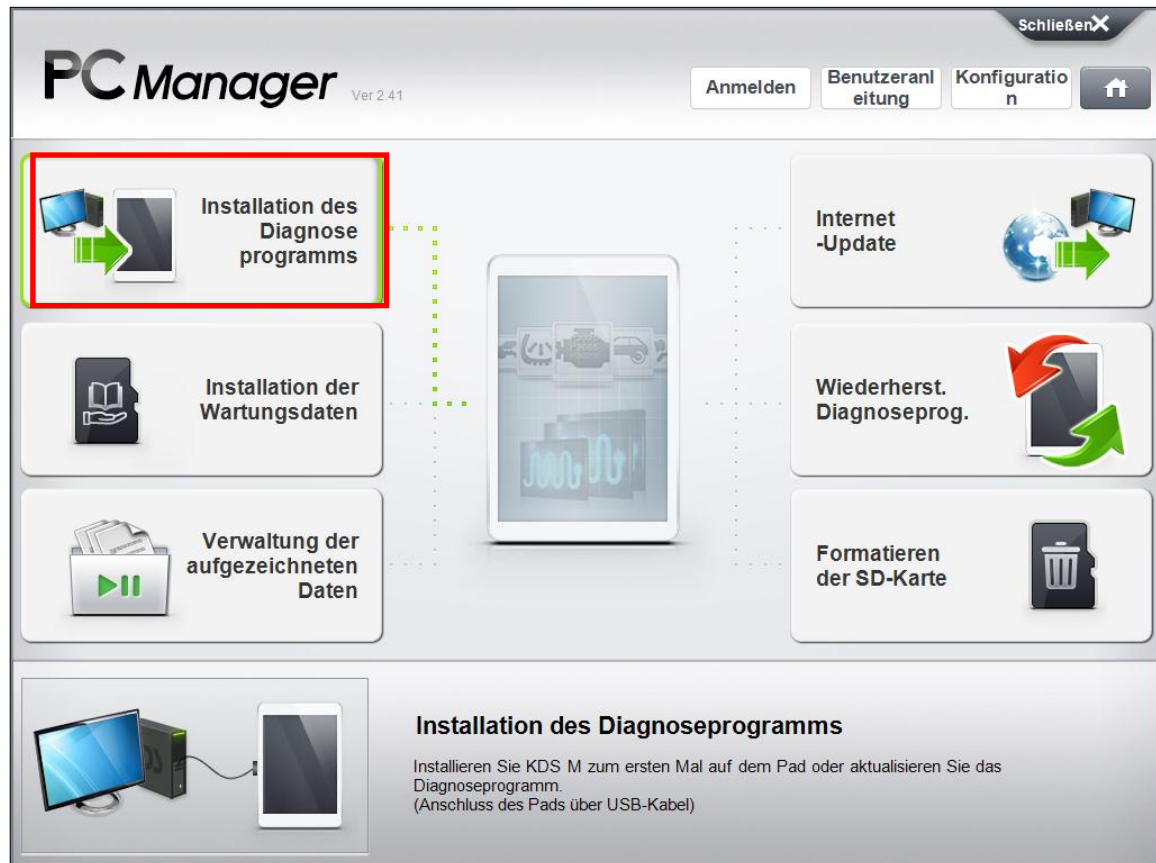 Schließen
PC Manager Ver 2.41
Anmelden
Benutzeranl
eitung
Konfiguratio
n
Installation des
Diagnose
programms
Internet
-Update
Installation der
Wartungsdaten
Wiederherst.
Diagnoseprog.
Verwaltung der
aufgezeichneten
Daten
Formatieren
der SD-Karte
Installation des Diagnoseprogramms
Installieren Sie KDS M zum ersten Mal auf dem Pad oder aktualisieren Sie das
Diagnoseprogramm.
(Anschluss des Pads über USB-Kabel)